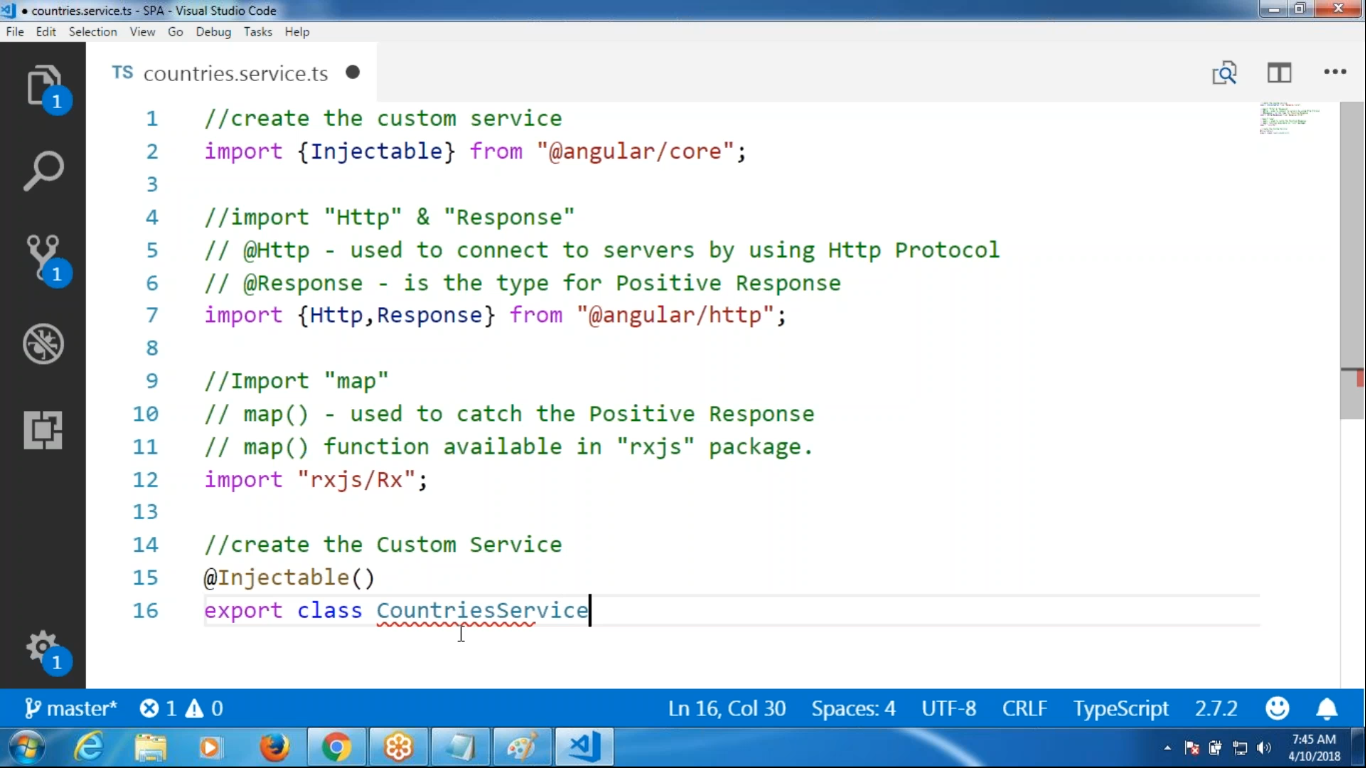 countries.service.ts - SPA - Visual Studio Code
File Edit Selection View Go Debug Tasks Help
TS countries.service.ts
1 //create the custom service
2 import {Injectable} from "@angular/core";
3
4 //import "Http" & "Response"
5 // @Http - used to connect to servers by using Http Protocol
6 // @Response - is the type for Positive Response
7 import {Http,Response} from "@angular/http";
8
9 //Import "map"
10 // map() - used to catch the Positive Response
11 // map() function available in "rxjs" package.
12 import "rxjs/Rx";
13
14 //create the Custom Service
15 @Injectable()
16 export class CountriesService
1
1
1
master* 1 0 Ln 16, Col 30 Spaces: 4 UTF-8 CRLF TypeScript 2.7.2
7:45 AM
4/10/2018